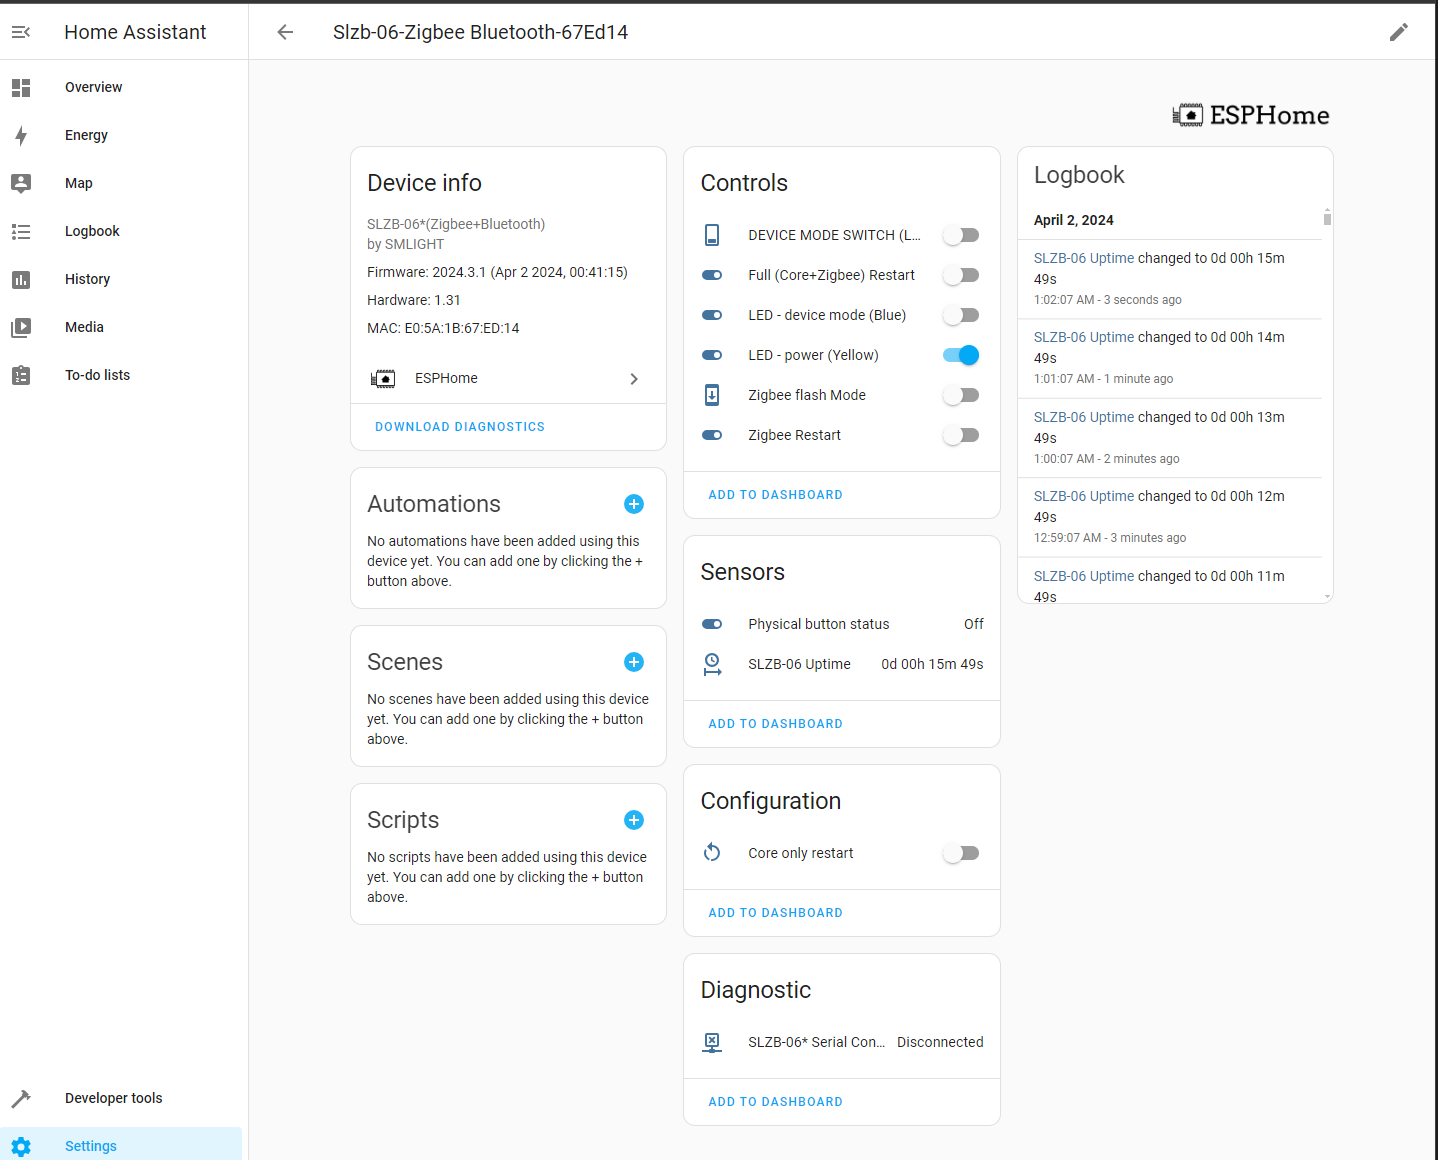 Home Assistant
Slzb-06-Zigbee Bluetooth-67Ed14
Overview
Energy
Map
Logbook
History
Media
To-do lists
Developer tools
Settings
ESPHome
Device info
SLZB-06*(Zigbee+Bluetooth)
by SMLIGHT
Firmware: 2024.3.1 (Apr 2 2024, 00:41:15)
Hardware: 1.31
MAC: E0:5A:1B:67:ED:14
ESPHome
DOWNLOAD DIAGNOSTICS
Automations
No automations have been added using this
device yet. You can add one by clicking the +
button above.
Scenes
No scenes have been added using this device
yet. You can add one by clicking the + button
above.
Scripts
No scripts have been added using this device
yet. You can add one by clicking the + button
above.
Controls
DEVICE MODE SWITCH (L...
Full (Core+Zigbee) Restart
LED - device mode (Blue)
LED - power (Yellow)
Zigbee flash Mode
Zigbee Restart
ADD TO DASHBOARD
Sensors
Physical button status Off
SLZB-06 Uptime 0d 00h 15m 49s
ADD TO DASHBOARD
Configuration
Core only restart
ADD TO DASHBOARD
Diagnostic
SLZB-06* Serial Con... Disconnected
ADD TO DASHBOARD
Logbook
April 2, 2024
SLZB-06 Uptime changed to 0d 00h 15m
49s
1:02:07 AM - 3 seconds ago
SLZB-06 Uptime changed to 0d 00h 14m
49s
1:01:07 AM - 1 minute ago
SLZB-06 Uptime changed to 0d 00h 13m
49s
1:00:07 AM - 2 minutes ago
SLZB-06 Uptime changed to 0d 00h 12m
49s
12:59:07 AM - 3 minutes ago
SLZB-06 Uptime changed to 0d 00h 11m
49s